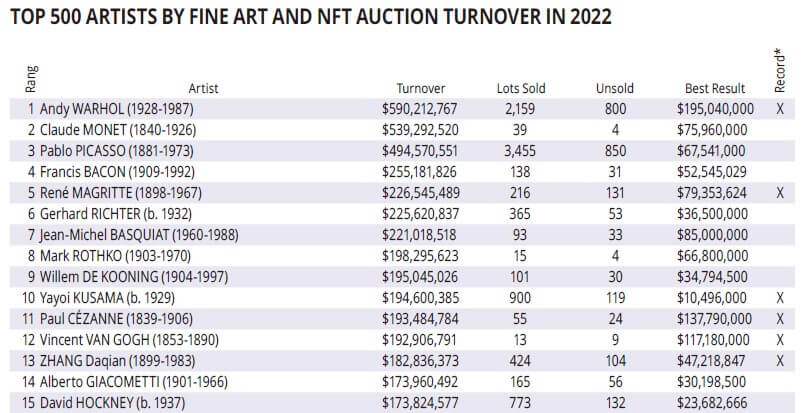 TOP 500 ARTISTS BY FINE ART AND NFT AUCTION TURNOVER IN 2022
Rang Artist Turnover Lots Sold Unsold Best Result Record*
1 Andy WARHOL (1928-1987) $590,212,767 2,159 800 $195,040,000 X
2 Claude MONET (1840-1926) $539,292,520 39 4 $75,960,000
3 Pablo PICASSO (1881-1973) $494,570,551 3,455 850 $67,541,000
4 Francis BACON (1909-1992) $255,181,826 138 31 $52,545,029
5 René MAGRITTE (1898-1967) $226,545,489 216 131 $79,353,624 X
6 Gerhard RICHTER (b. 1932) $225,620,837 365 53 $36,500,000
7 Jean-Michel BASQUIAT (1960-1988) $221,018,518 93 33 $85,000,000
8 Mark ROTHKO (1903-1970) $198,295,623 15 4 $66,800,000
9 Willem DE KOONING (1904-1997) $195,045,026 101 30 $34,794,500
10 Yayoi KUSAMA (b. 1929) $194,600,385 900 119 $10,496,000 X
11 Paul CÉZANNE (1839-1906) $193,484,784 55 24 $137,790,000 X
12 Vincent VAN GOGH (1853-1890) $192,906,791 13 9 $117,180,000 X
13 ZHANG Daqian (1899-1983) $182,836,373 424 104 $47,218,847 X
14 Alberto GIACOMETTI (1901-1966) $173,960,492 165 56 $30,198,500
15 David HOCKNEY (b. 1937) $173,824,577 773 132 $23,682,666